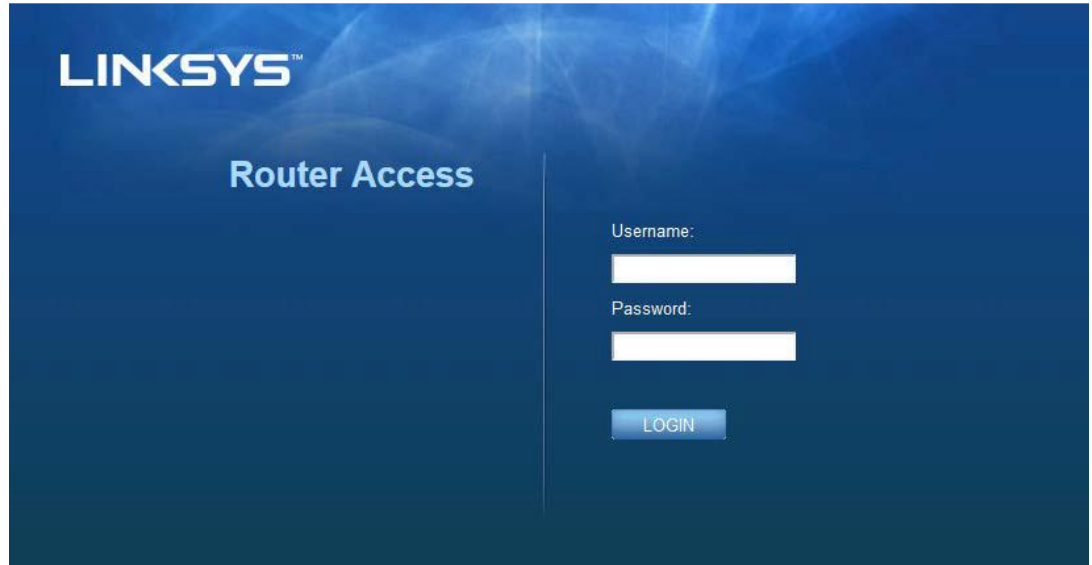 LINKSYS™
Router Access
Username:
Password:
LOGIN